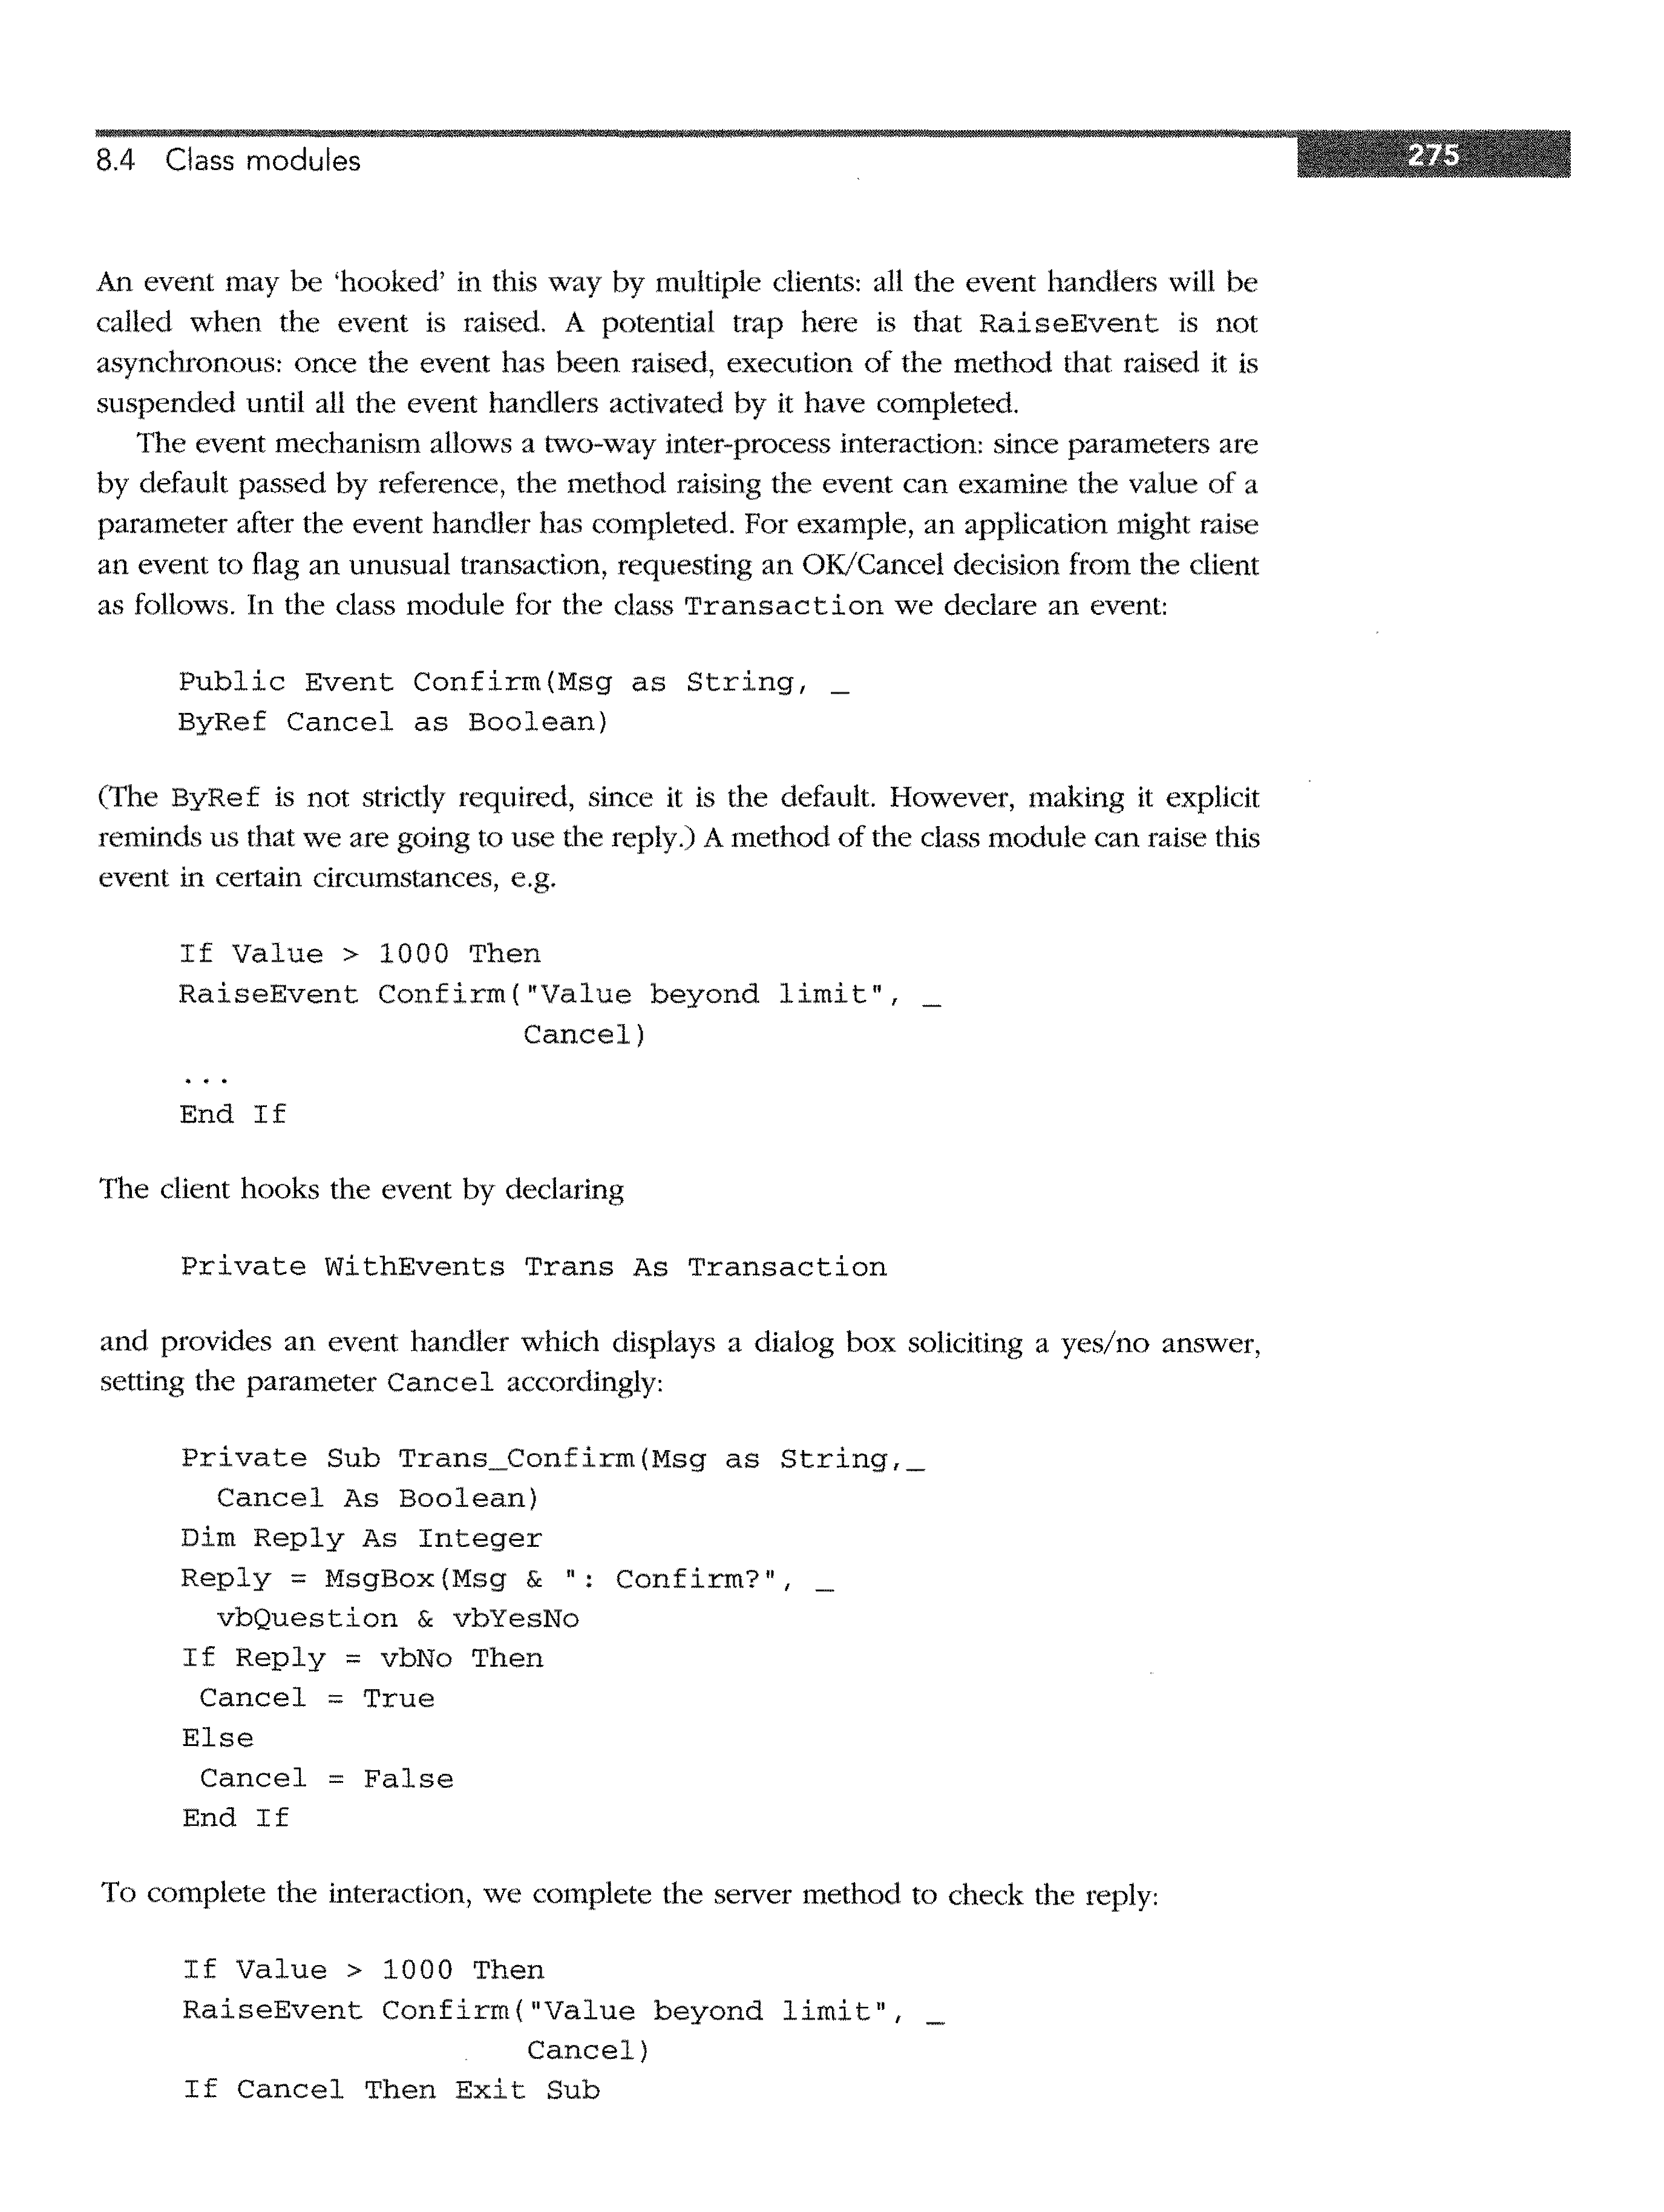 8.4 Class modules
275
An event may be ‘hooked’ in this way by multiple clients: all the event handlers will be
called when the event is raised. A potential trap here is that RaiseEvent is not
asynchronous: once the event has been raised, execution of the method that raised it is
suspended until all the event handlers activated by it have completed.
The event mechanism allows a two-way inter-process interaction: since parameters are
by default passed by reference, the method raising the event can examine the value of a
parameter after the event handler has completed. For example, an application might raise
an event to flag an unusual transaction, requesting an OK/Cancel decision from the client
as follows. In the class module for the class Transaction we declare an event:
Public Event Confirm(Msg as String, _
ByRef Cancel as Boolean)
(The ByRef is not strictly required, since it is the default. However, making it explicit
reminds us that we are going to use the reply.) A method of the class module can raise this
event in certain circumstances, e.g.
If Value > 1000 Then
RaiseEvent Confirm("Value beyond limit", _
Cancel)
...
End If
The client hooks the event by declaring
Private WithEvents Trans As Transaction
and provides an event handler which displays a dialog box soliciting a yes/no answer,
setting the parameter Cancel accordingly:
Private Sub Trans_Confirm(Msg as String,_
Cancel As Boolean)
Dim Reply As Integer
Reply = MsgBox(Msg & ": Confirm?", _
vbQuestion & vbYesNo
If Reply = vbNo Then
Cancel = True
Else
Cancel = False
End If
To complete the interaction, we complete the server method to check the reply:
If Value > 1000 Then
RaiseEvent Confirm("Value beyond limit", _
Cancel)
If Cancel Then Exit Sub